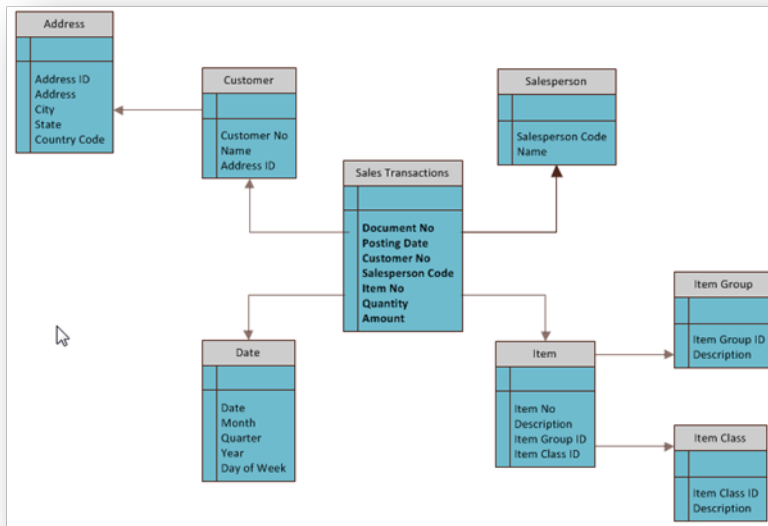 Address
Address ID
Address
City
State
Country Code
Customer
Customer No
Name
Address ID
Salesperson
Salesperson Code
Name
Sales Transactions
Document No
Posting Date
Customer No
Salesperson Code
Item No
Quantity
Amount
Date
Date
Month
Quarter
Year
Day of Week
Item
Item No
Description
Item Group ID
Item Class ID
Item Group
Item Group ID
Description
Item Class
Item Class ID
Description